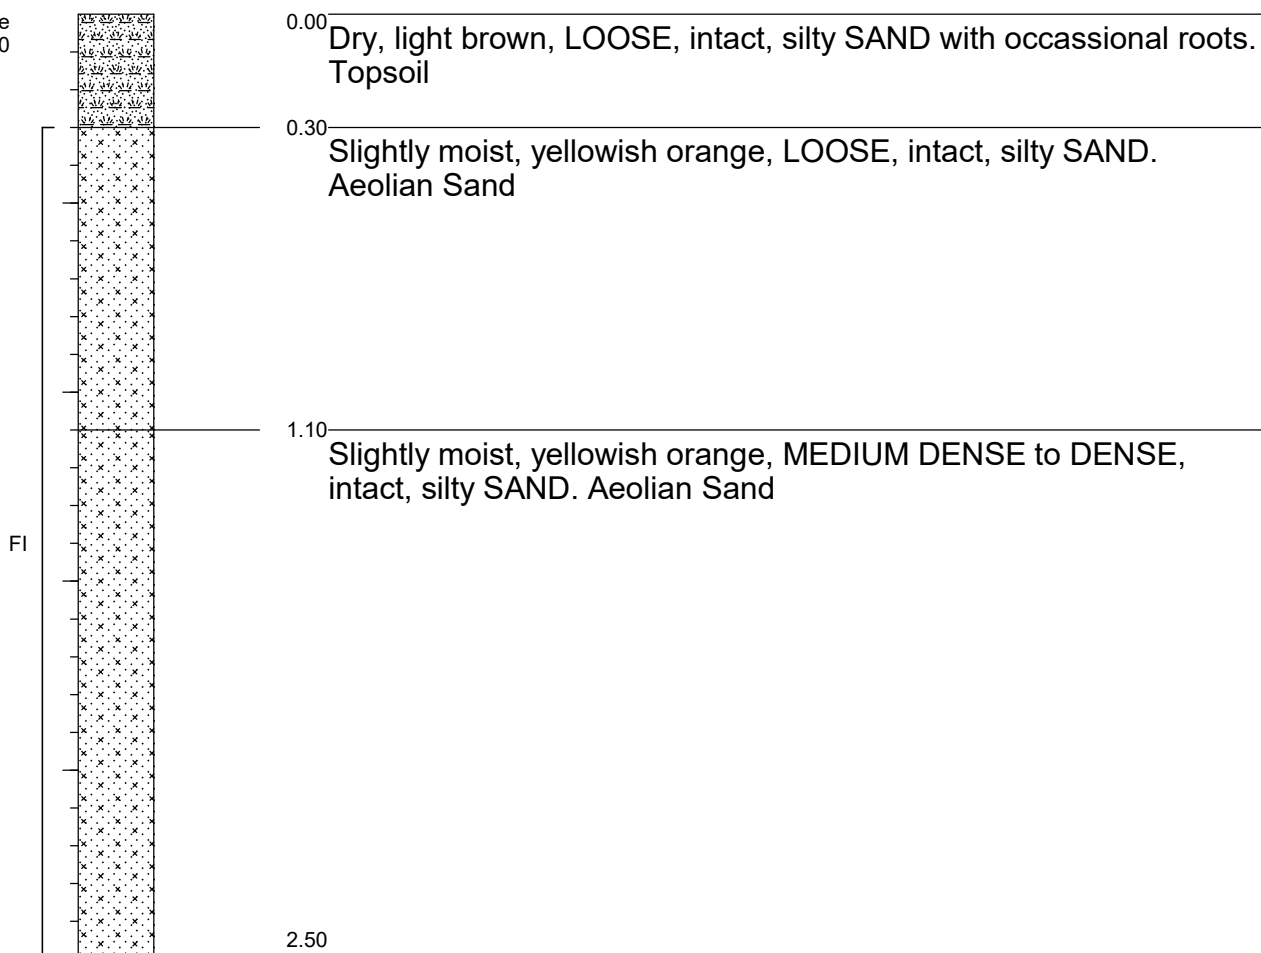 e
0
0.00
Dry, light brown, LOOSE, intact, silty SAND with occassional roots.
Topsoil
0.30
Slightly moist, yellowish orange, LOOSE, intact, silty SAND.
Aeolian Sand
1.10
Slightly moist, yellowish orange, MEDIUM DENSE to DENSE,
intact, silty SAND. Aeolian Sand
FI
2.50